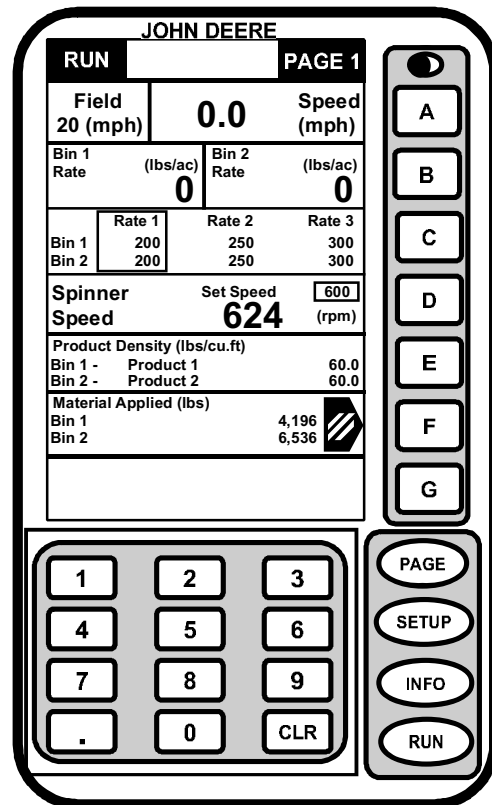 JOHN DEERE
RUN PAGE 1
Field 20 (mph) 0.0 Speed (mph)
Bin 1 Rate (lbs/ac) 0 Bin 2 Rate (lbs/ac) 0
Rate 1 Rate 2 Rate 3
Bin 1 200 250 300
Bin 2 200 250 300
Spinner Speed Set Speed 600
624 (rpm)
Product Density (lbs/cu.ft)
Bin 1 - Product 1 60.0
Bin 2 - Product 2 60.0
Material Applied (lbs)
Bin 1 4,196
Bin 2 6,536
A
B
C
D
E
F
G
1 2 3
4 5 6
7 8 9
. 0 CLR
PAGE
SETUP
INFO
RUN